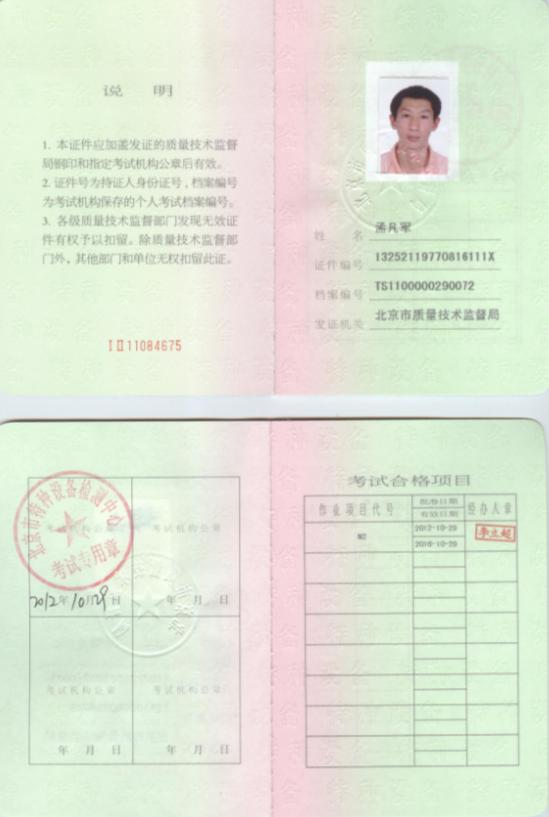 说 明
1. 本证件应加盖发证的质量技术监督
局钢印和指定考试机构公章后有效。
2. 证件号为持证人身份证号，档案编号
为考试机构保存的个人考试档案编号。
3. 各级质量技术监督部门发现无效证
件有权予以扣留。除质量技术监督部
门外，其他部门和单位无权扣留此证。
11084675
姓 名 孟凡军
证件编号 13252119770816111X
档案编号 TS1100000290072
发证机关 北京市质量技术监督局
北京市特种设备检测中心
考试机构公章
考试专用章
2012年10月29日
考试机构公章
年 月 日
考试机构公章
年 月 日
考试机构公章
年 月 日
考试合格项目
作业项目代号 批准日期 经办人章
有效日期
2012-10-29
2016-10-29
李立超